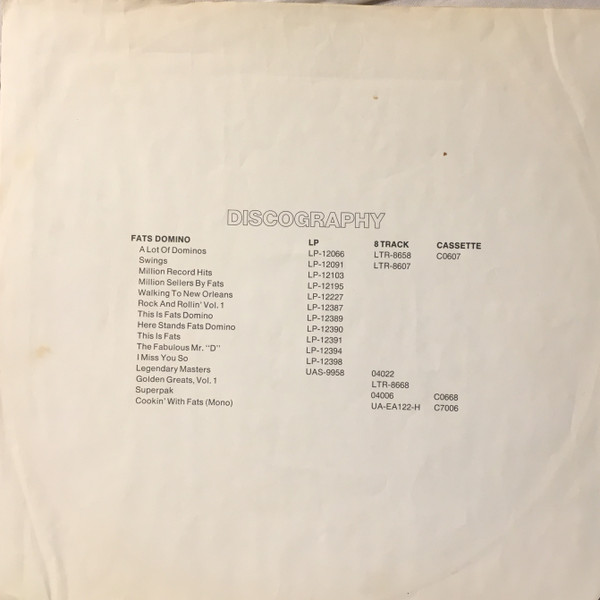 DISCOGRAPHY
FATS DOMINO LP 8 TRACK CASSETTE
A Lot Of Dominos LP-12066 LTR-8658 C0607
Swings LP-12091 LTR-8607
Million Record Hits LP-12103
Million Sellers By Fats LP-12195
Walking To New Orleans LP-12227
Rock And Rollin' Vol. 1 LP-12387
This Is Fats Domino LP-12389
Here Stands Fats Domino LP-12390
This Is Fats LP-12391
The Fabulous Mr. "D" LP-12394
I Miss You So LP-12398
Legendary Masters UAS-9958 04022
Golden Greats, Vol. 1 LTR-8668
Superpak 04006 C0668
Cookin' With Fats (Mono) UA-EA122-H C7006